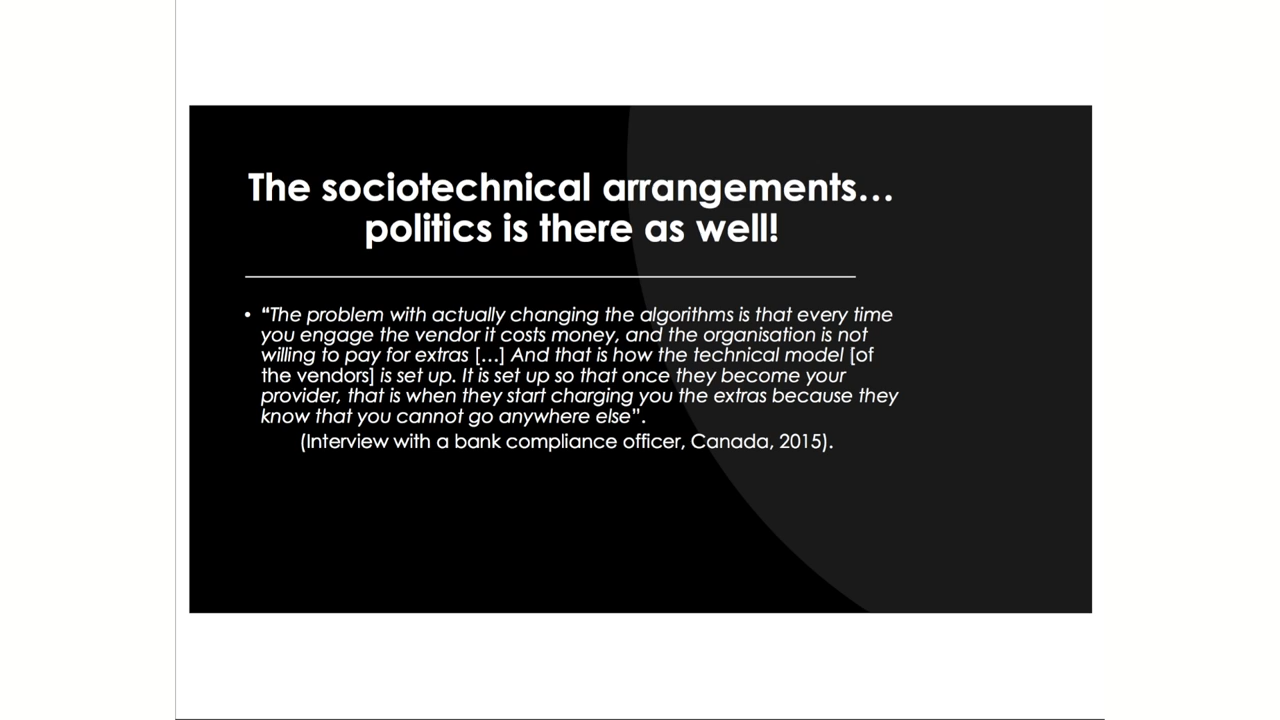 The sociotechnical arrangements…
politics is there as well!
• “The problem with actually changing the algorithms is that every time
you engage the vendor it costs money, and the organisation is not
willing to pay for extras […] And that is how the technical model [of
the vendors] is set up. It is set up so that once they become your
provider, that is when they start charging you the extras because they
know that you cannot go anywhere else”.
(Interview with a bank compliance officer, Canada, 2015).